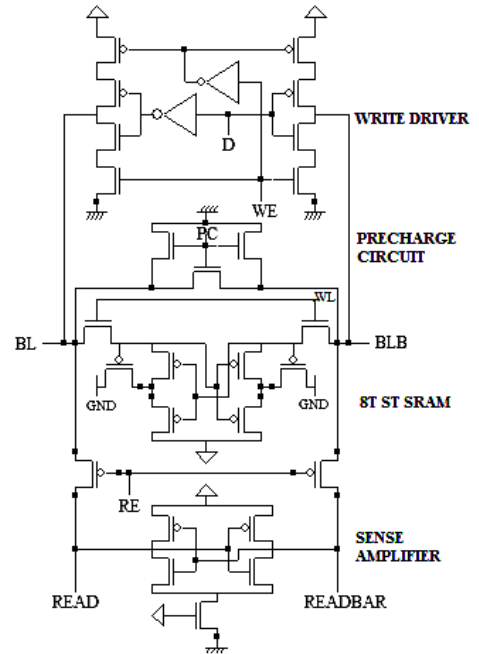 WRITE DRIVER
D
WE
PC
PRECHARGE
CIRCUIT
WL
BL
BLB
GND
GND
8T ST SRAM
RE
SENSE
AMPLIFIER
READ
READBAR